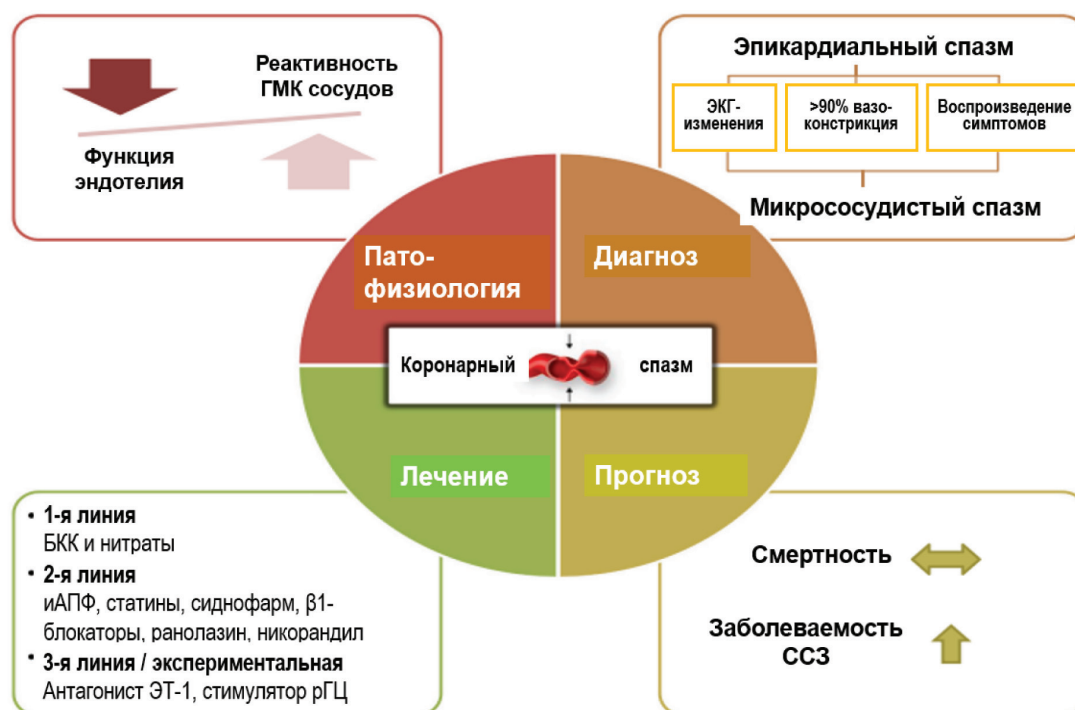 Реактивность
ГМК сосудов
Функция
эндотелия
Эпикардиальный спазм
ЭКГ-
изменения
>90% вазо-
констрикция
Воспроизведение
симптомов
Микрососудистый спазм
Пато-
физиология
Диагноз
Коронарный спазм
Лечение
Прогноз
• 1-я линия
БКК и нитраты
• 2-я линия
иАПФ, статины, сиднофарм, β1-
блокаторы, ранолазин, никорандил
• 3-я линия / экспериментальная
Антагонист ЭТ-1, стимулятор рГЦ
Смертность
Заболеваемость
ССЗ